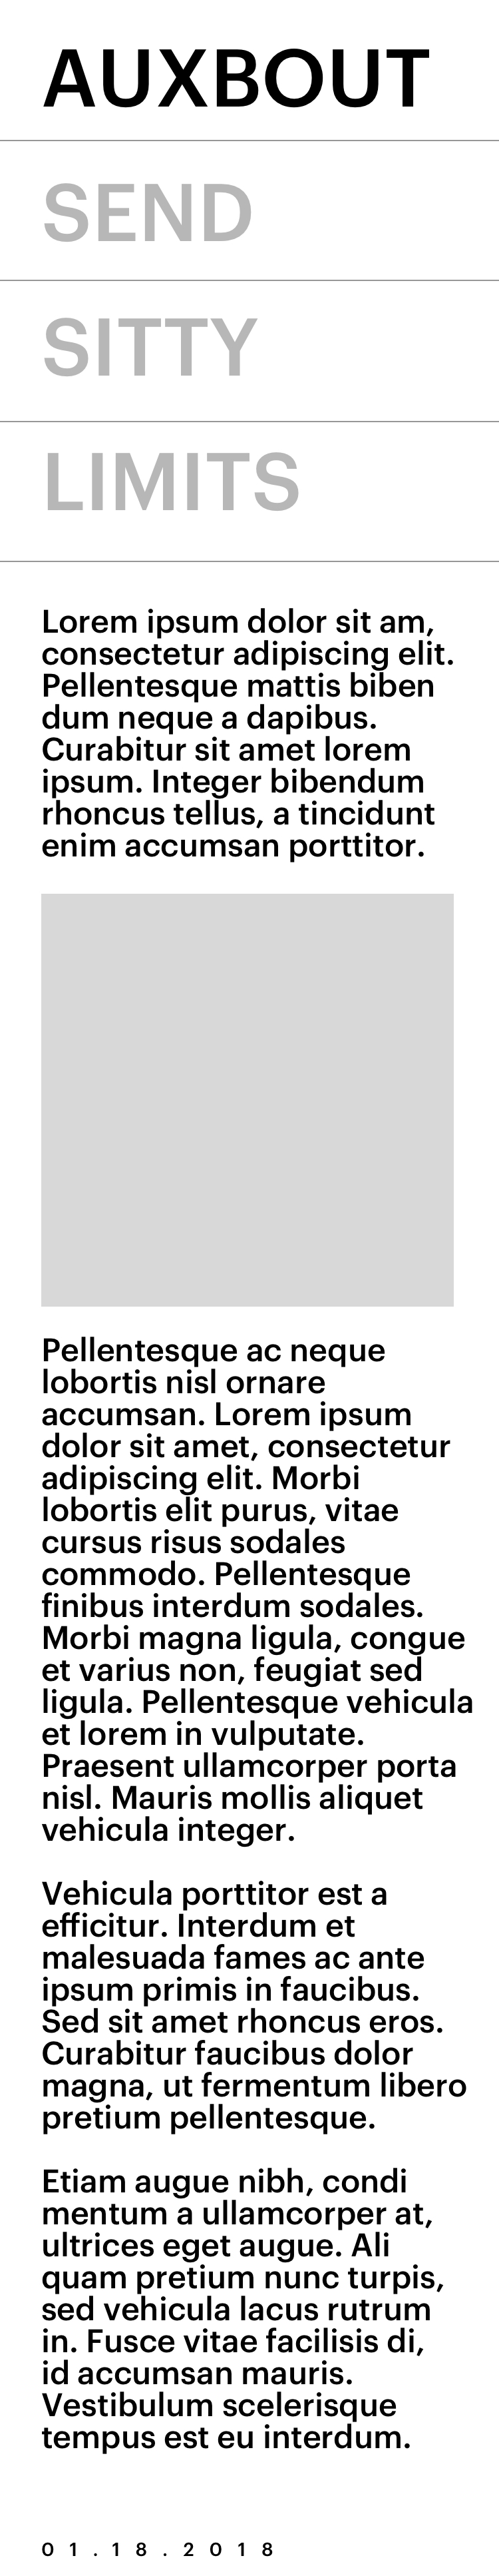 AUXBOUT
SEND
SITTY
LIMITS
Lorem ipsum dolor sit am,
consectetur adipiscing elit.
Pellentesque mattis biben
dum neque a dapibus.
Curabitur sit amet lorem
ipsum. Integer bibendum
rhoncus tellus, a tincidunt
enim accumsan porttitor.
Pellentesque ac neque
lobortis nisl ornare
accumsan. Lorem ipsum
dolor sit amet, consectetur
adipiscing elit. Morbi
lobortis elit purus, vitae
cursus risus sodales
commodo. Pellentesque
finibus interdum sodales.
Morbi magna ligula, congue
et varius non, feugiat sed
ligula. Pellentesque vehicula
et lorem in vulputate.
Praesent ullamcorper porta
nisl. Mauris mollis aliquet
vehicula integer.
Vehicula porttitor est a
efficitur. Interdum et
malesuada fames ac ante
ipsum primis in faucibus.
Sed sit amet rhoncus eros.
Curabitur faucibus dolor
magna, ut fermentum libero
pretium pellentesque.
Etiam augue nibh, condi
mentum a ullamcorper at,
ultrices eget augue. Ali
quam pretium nunc turpis,
sed vehicula lacus rutrum
in. Fusce vitae facilisis di,
id accumsan mauris.
Vestibulum scelerisque
tempus est eu interdum.
01.18.2018